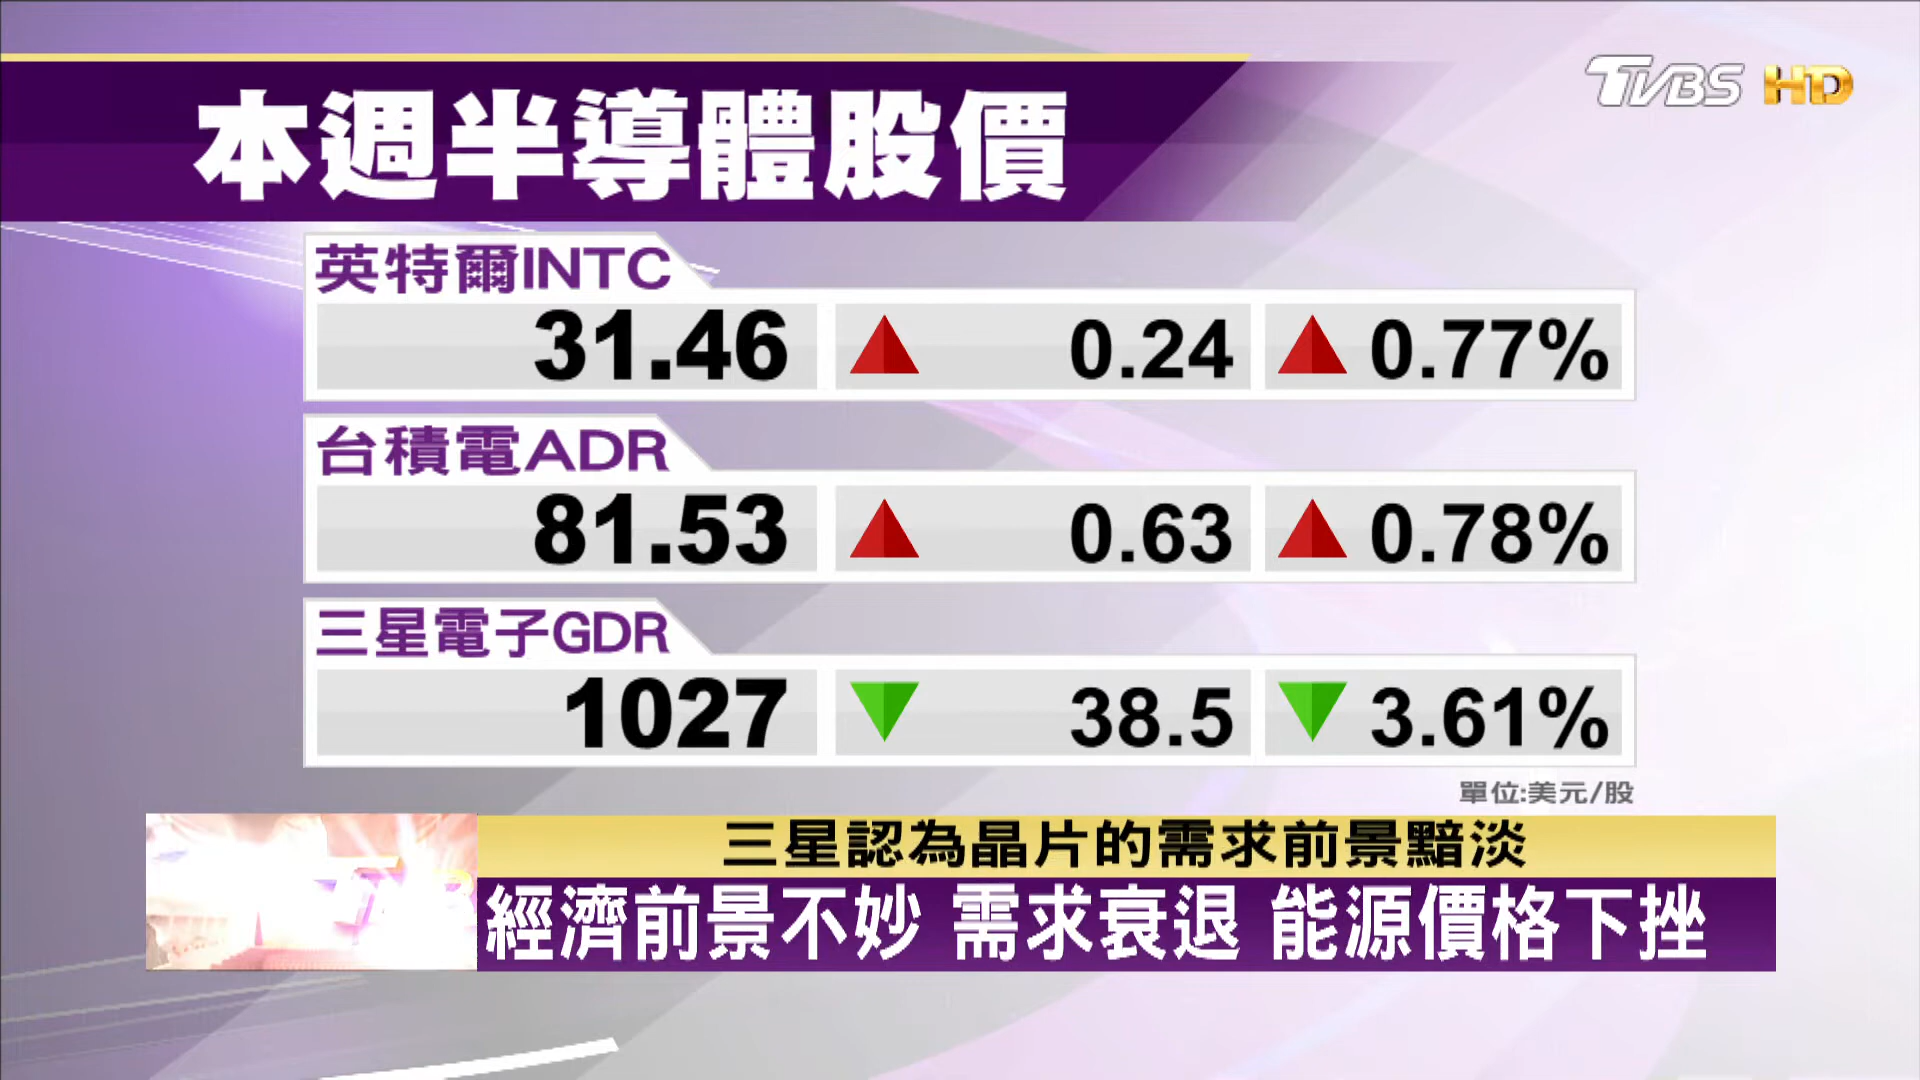 TVBS HD
本週半導體股價
英特爾INTC
31.46 ▲ 0.24 ▲ 0.77%
台積電ADR
81.53 ▲ 0.63 ▲ 0.78%
三星電子GDR
1027 ▼ 38.5 ▼ 3.61%
單位:美元/股
三星認為晶片的需求前景黯淡
經濟前景不妙 需求衰退 能源價格下挫